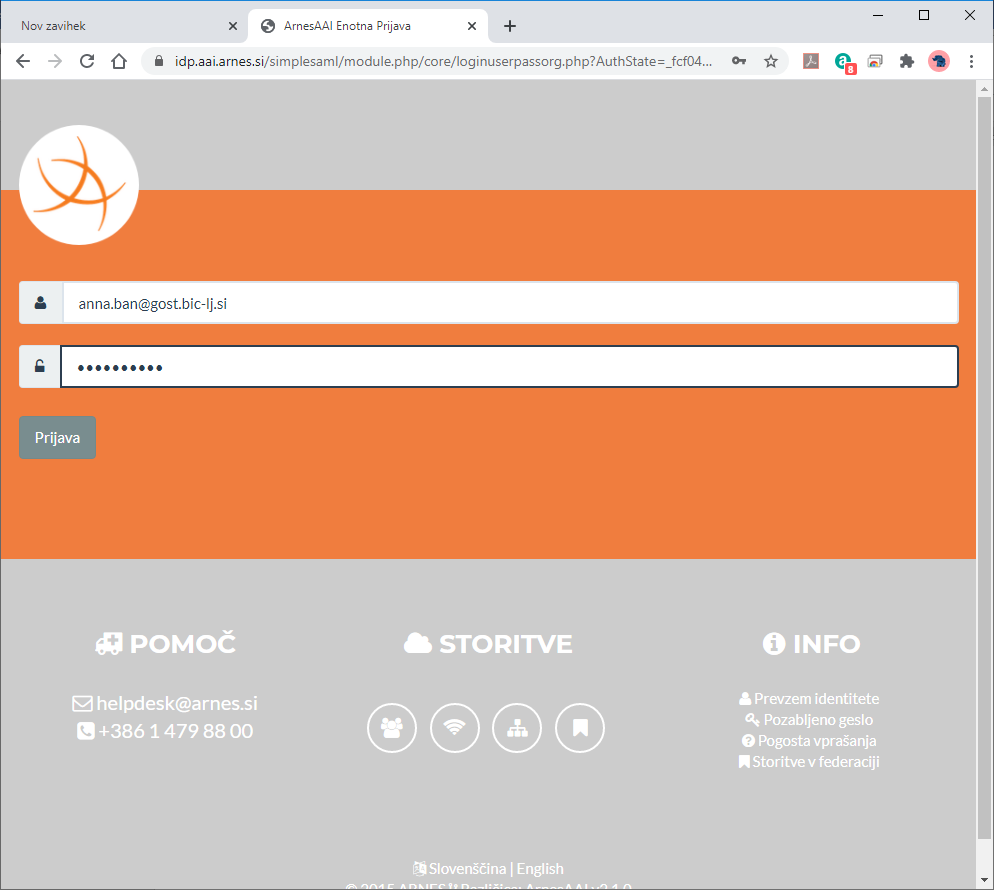 Nov zavihek
ArnesAAI Enotna Prijava
idp.aai.arnes.si/simplesaml/module.php/core/loginuserpassorg.php?AuthState=_fcf04...
8
anna.ban@gost.bic-lj.si
••••••••••
Prijava
POMOČ
helpdesk@arnes.si
+386 1 479 88 00
STORITVE
INFO
Prevzem identitete
Pozabljeno geslo
Pogosta vprašanja
Storitve v federaciji
Slovenščina | English
© 2015 ARNES Različica: ArnesAAI v2.1.0